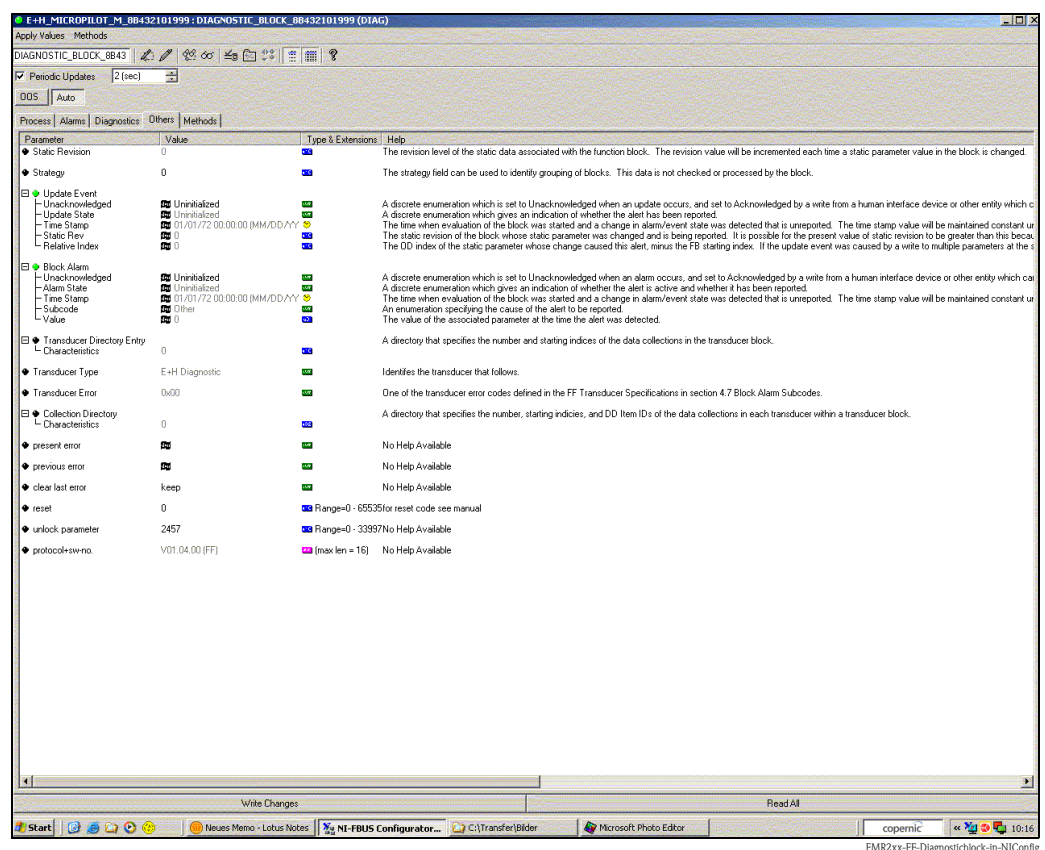 E+H_MICROPILOT_M_8B432101999 : DIAGNOSTIC_BLOCK_8B432101999 (DIAG)
Apply Values Methods
DIAGNOSTIC_BLOCK_8B43
Periodic Updates 2 (sec)
OOS Auto
Process Alarms Diagnostics Others Methods
Parameter Value Type & Extensions Help
Static Revision 0 The revision level of the static data associated with the function block. The revision value will be incremented each time a static parameter value in the block is changed.
Strategy 0 The strategy field can be used to identify grouping of blocks. This data is not checked or processed by the block.
Update Event
Unacknowledged Uninitialized A discrete enumeration which is set to Unacknowledged when an update occurs, and set to Acknowledged by a write from a human interface device or other entity which c
Update State Uninitialized A discrete enumeration which gives an indication of whether the alert has been reported.
Time Stamp 01/01/72 00:00:00 (MM/DD/YY The time when evaluation of the block was started and a change in alarm/event state was detected that is unreported. The time stamp value will be maintained constant ur
Static Rev 0 The static revision of the block whose static parameter was changed and is being reported. It is possible for the present value of static revision to be greater than this becau
Relative Index 0 The OD index of the static parameter whose change caused this alert, minus the FB starting index. If the update event was caused by a write to multiple parameters at the s
Block Alarm
Unacknowledged Uninitialized A discrete enumeration which is set to Unacknowledged when an alarm occurs, and set to Acknowledged by a write from a human interface device or other entity which car
Alarm State Uninitialized A discrete enumeration which gives an indication of whether the alert is active and whether it has been reported.
Time Stamp 01/01/72 00:00:00 (MM/DD/YY The time when evaluation of the block was started and a change in alarm/event state was detected that is unreported. The time stamp value will be maintained constant ur
Subcode Other An enumeration specifying the cause of the alert to be reported.
Value 0 The value of the associated parameter at the time the alert was detected.
Transducer Directory Entry A directory that specifies the number and starting indices of the data collections in the transducer block.
Characteristics 0
Transducer Type E+H Diagnostic Identifes the transducer that follows.
Transducer Error 0x00 One of the transducer error codes defined in the FF Transducer Specifications in section 4.7 Block Alarm Subcodes.
Collection Directory A directory that specifies the number, starting indicies, and DD Item IDs of the data collections in each transducer within a transducer block.
Characteristics 0
present error No Help Available
previous error No Help Available
clear last error keep No Help Available
reset 0 Range=0 - 65535for reset code see manual
unlock parameter 2457 Range=0 - 33997No Help Available
protocol+sw-no. V01.04.00 (FF) (max len = 16) No Help Available
Write Changes Read All
Start Neues Memo - Lotus Notes NI-FBUS Configurator... C:\Transfer\Bilder Microsoft Photo Editor copernic « 10:16
FMR2xx-FF-Diagnosticblock-in-NIConfig